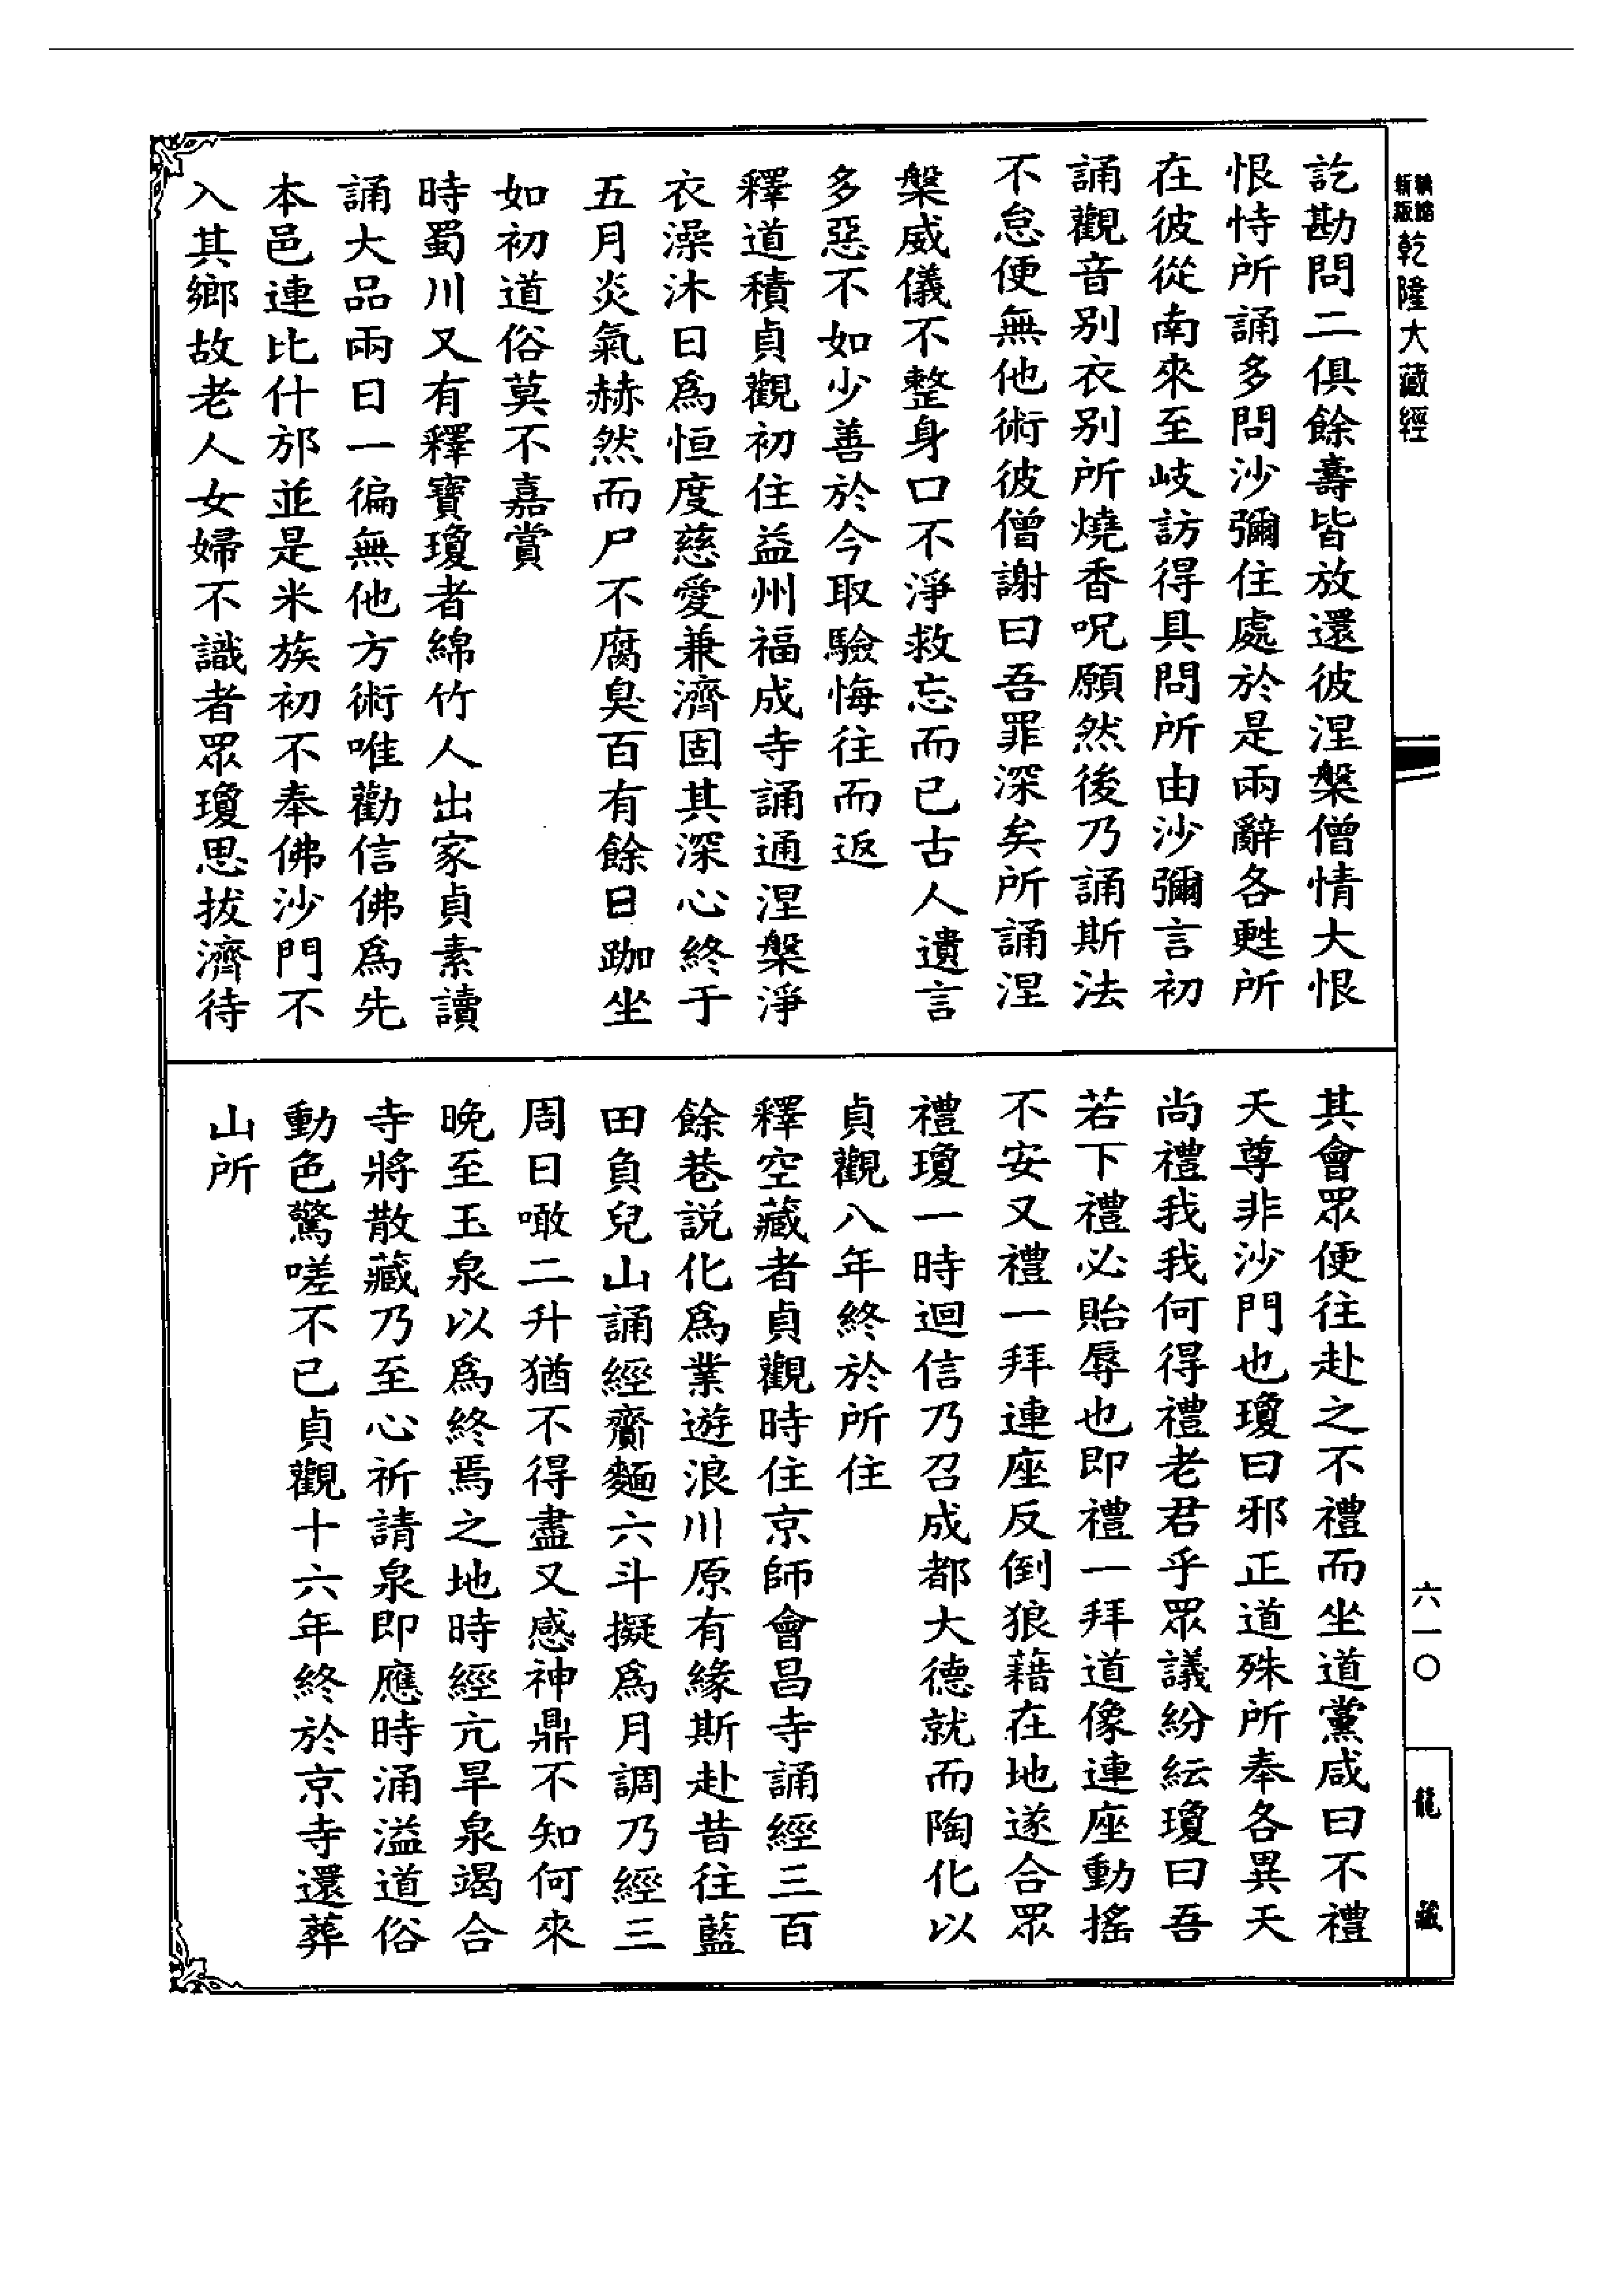 新版
乾隆大藏經
訖勘問二俱餘壽皆放還彼涅槃僧情大恨
恨恃所誦多問沙彌住處於是兩辭各甦所
在彼從南來至岐訪得具問所由沙彌言初
誦觀音别衣别所燒香呪願然後乃誦斯法
不怠便無他術彼僧謝曰吾罪深矣所誦涅
槃威儀不整身口不淨救忘而已古人遺言
多惡不如少善於今取驗悔往而返
釋道積貞觀初住益州福成寺誦通涅槃淨
衣澡沐日爲恒度慈愛兼濟固其深心終于
五月炎氣赫然而尸不腐臭百有餘日跏坐
如初道俗莫不嘉賞
時蜀川又有釋寶瓊者綿竹人出家貞素讀
誦大品兩日一徧無他方術唯勸信佛爲先
本邑連比什邡並是米族初不奉佛沙門不
入其鄉故老人女婦不識者眾瓊思拔濟待
其會眾便往赴之不禮而坐道黨咸曰不禮
天尊非沙門也瓊曰邪正道殊所奉各異天
尚禮我我何得禮老君乎眾議紛紜瓊曰吾
若下禮必貽辱也即禮一拜道像連座動搖
不安又禮一拜連座反倒狼藉在地遂合眾
禮瓊一時迴信乃召成都大德就而陶化以
貞觀八年終於所住
釋空藏者貞觀時住京師會昌寺誦經三百
餘卷説化爲業遊浪川原有緣斯赴昔往藍
田負兒山誦經齎麵六斗擬爲月調乃經三
周日噉二升猶不得盡又感神鼎不知何來
晚至玉泉以爲終焉之地時經亢旱泉竭合
寺將散藏乃至心祈請泉即應時涌溢道俗
動色驚嗟不已貞觀十六年終於京寺還葬
山所
六一〇
龍藏